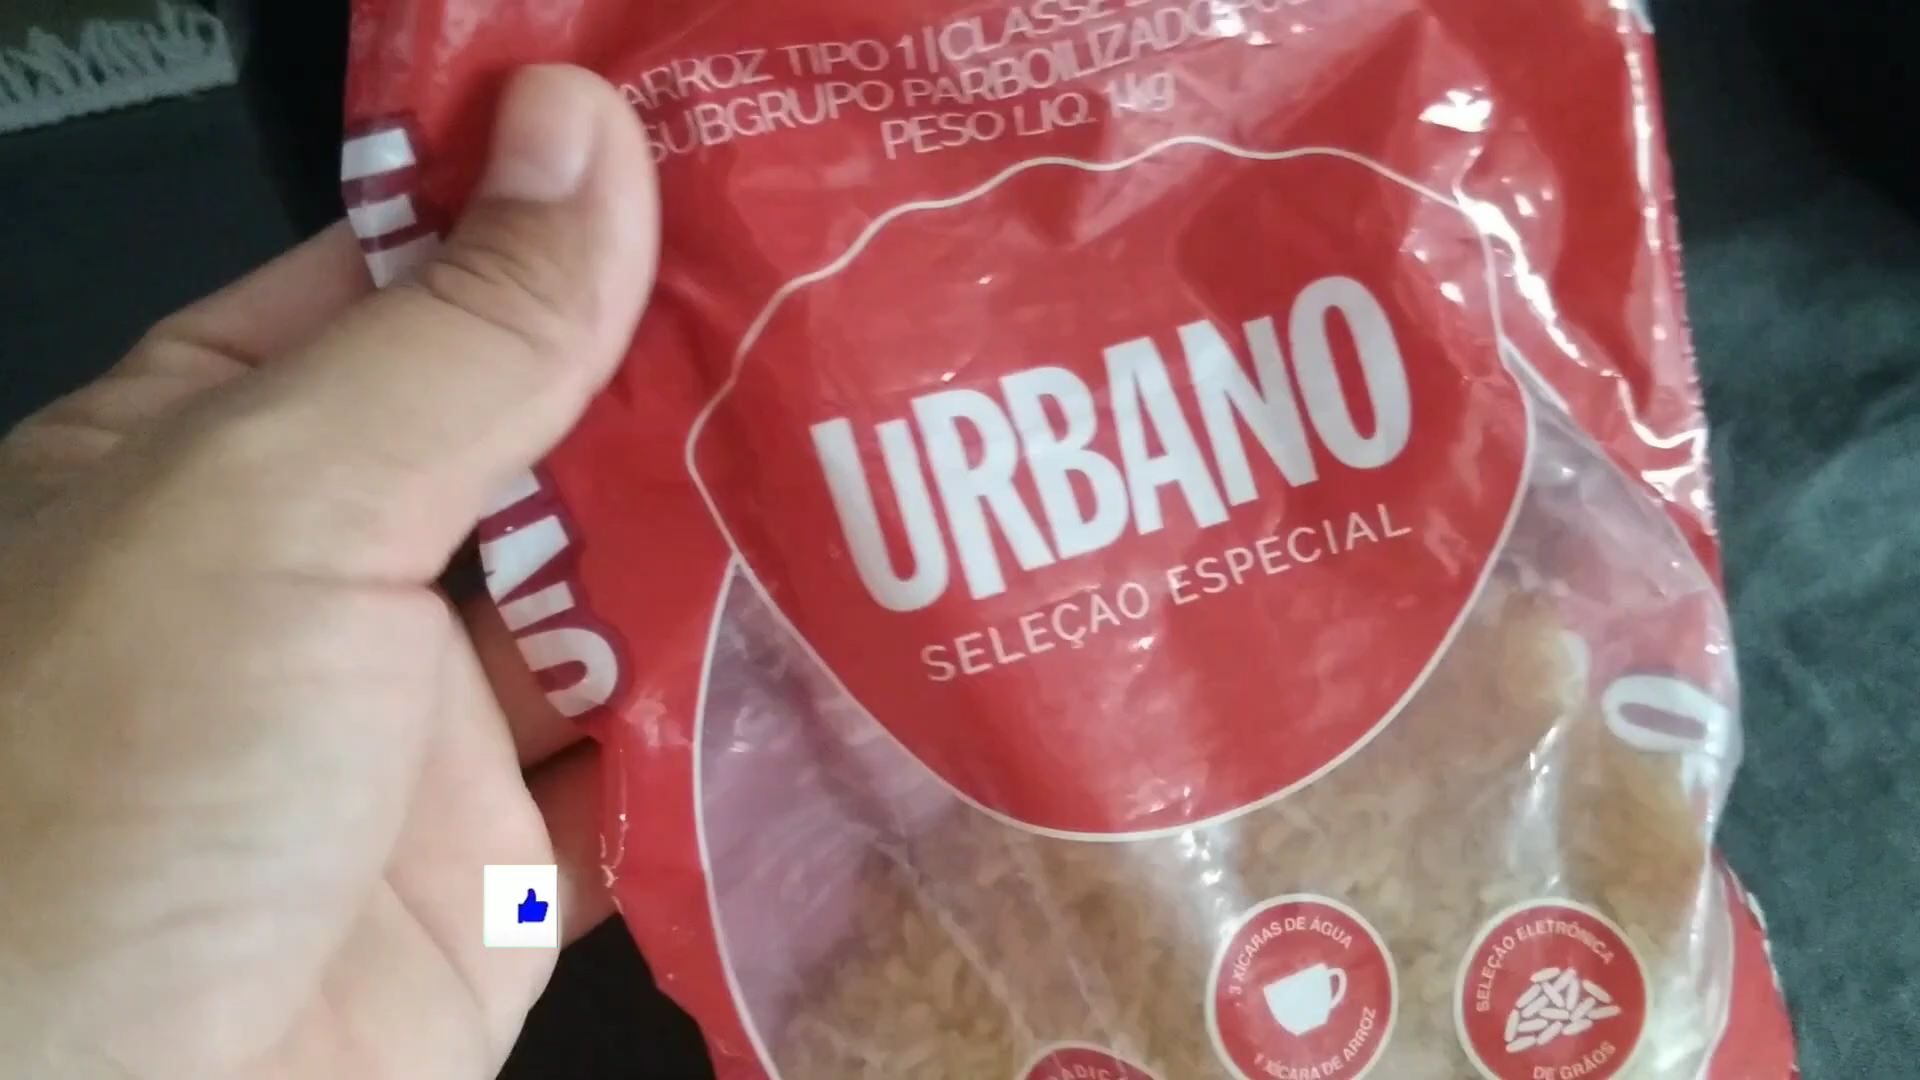 ARROZ TIPO 1 | CLASSE
SUBGRUPO PARBOILIZADO
PESO LIQ. 1kg
URBANO
SELEÇÃO ESPECIAL
3 XÍCARAS DE ÁGUA
1 XÍCARA DE ARROZ
SELEÇÃO ELETRÔNICA
DE GRÃOS